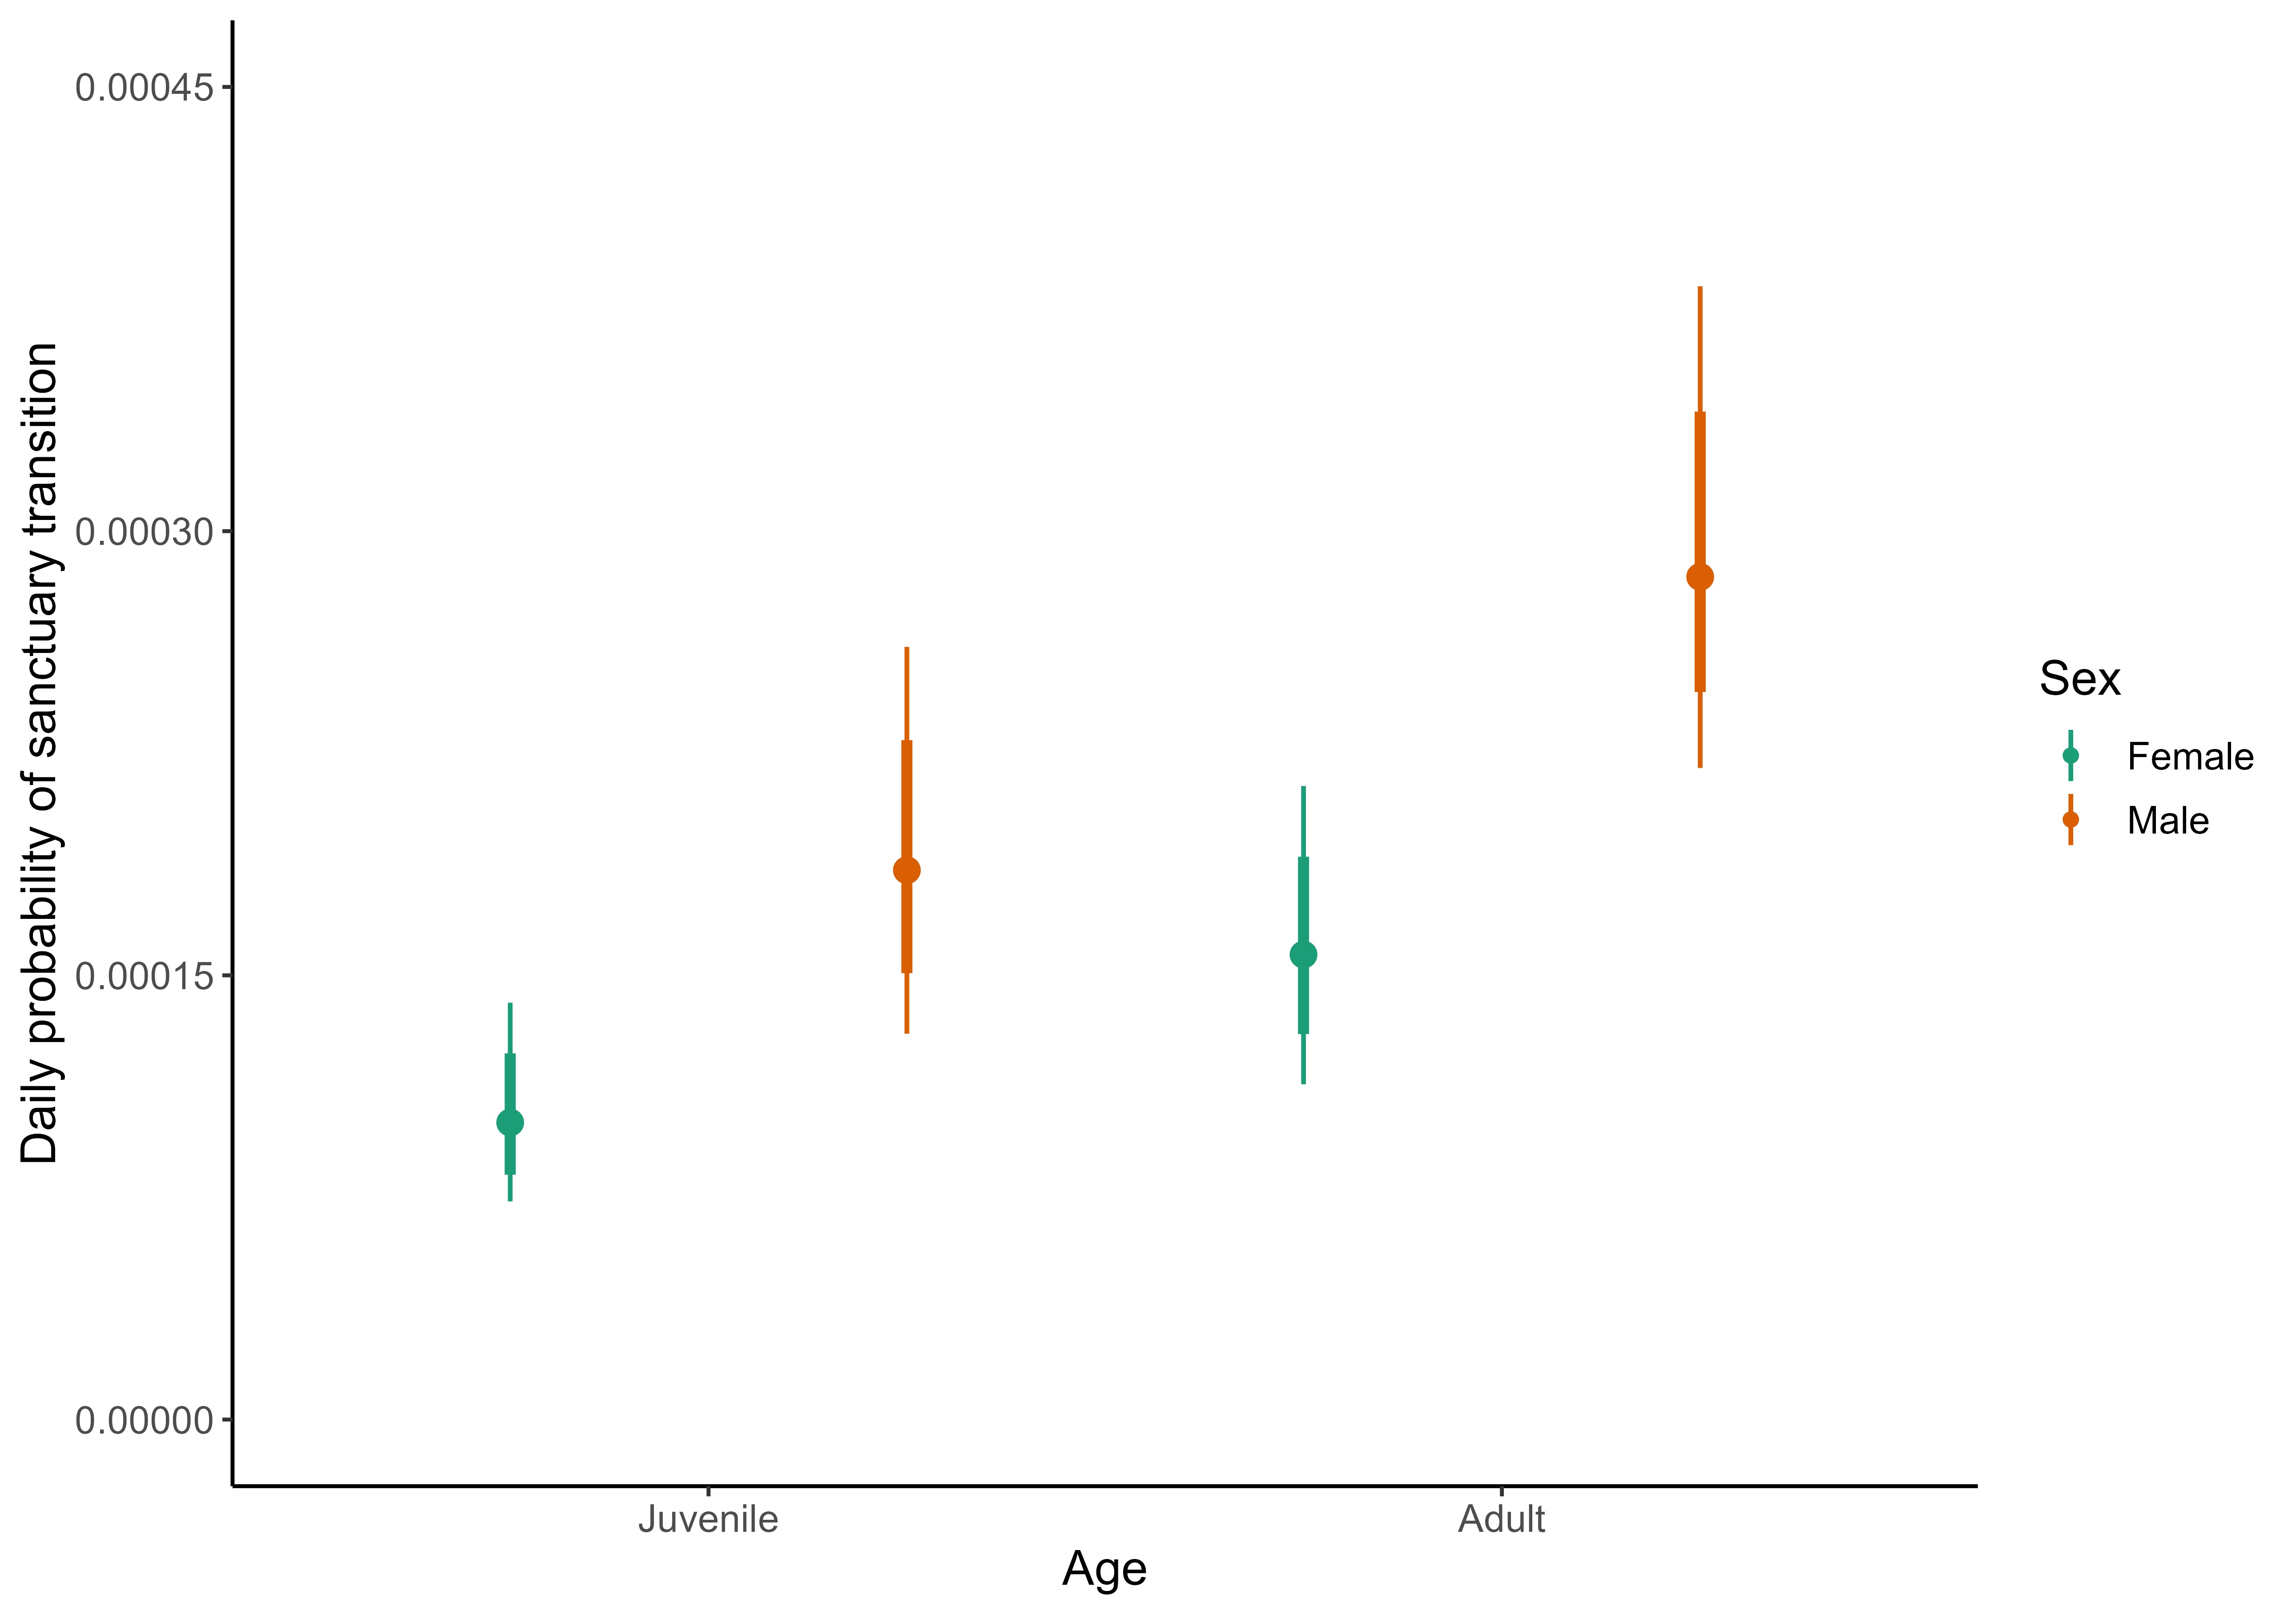 Daily probability of sanctuary transition
0.00045
0.00030
0.00015
0.00000
Juvenile
Adult
Age
Sex
Female
Male